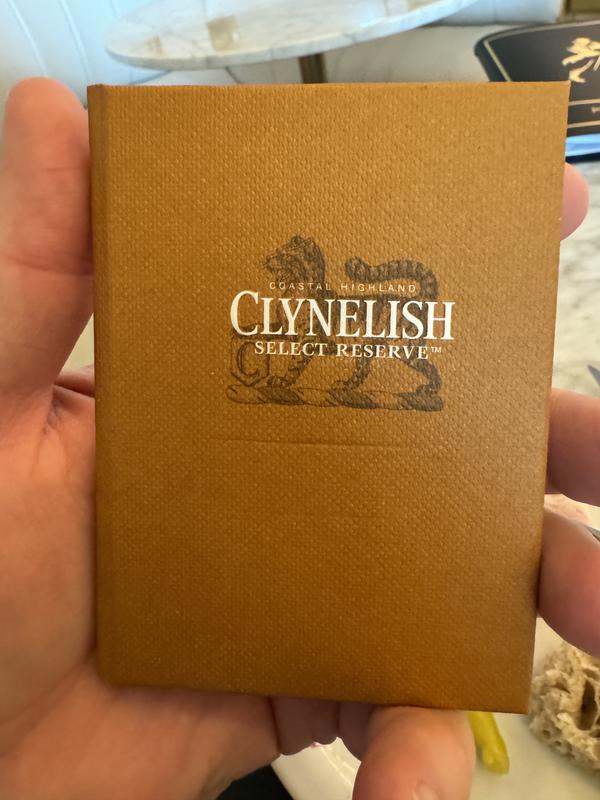 COASTAL HIGHLAND
CLYNELISH
SELECT RESERVE™